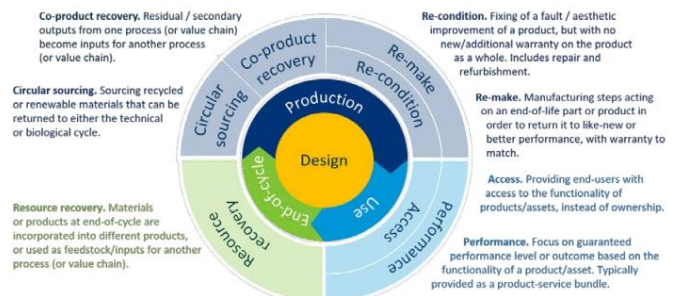 Co-product recovery. Residual / secondary
outputs from one process (or value chain)
become inputs for another process
(or value chain).
Circular sourcing. Sourcing recycled
or renewable materials that can be
returned to either the technical
or biological cycle.
Resource recovery. Materials
or products at end-of-cycle are
incorporated into different products,
or used as feedstock/inputs for another
process (or value chain).
Circular
sourcing
Co-product
recovery
Re-make
Re-condition
Production
Design
End-of-cycle
Use
Resource
recovery
Access
Performance
Re-condition. Fixing of a fault / aesthetic
improvement of a product, but with no
new/additional warranty on the product
as a whole. Includes repair and
refurbishment.
Re-make. Manufacturing steps acting
on an end-of-life part or product in
order to return it to like-new or
better performance, with warranty to
match.
Access. Providing end-users with
access to the functionality of
products/assets, instead of ownership.
Performance. Focus on guaranteed
performance level or outcome based on the
functionality of a product/asset. Typically
provided as a product-service bundle.